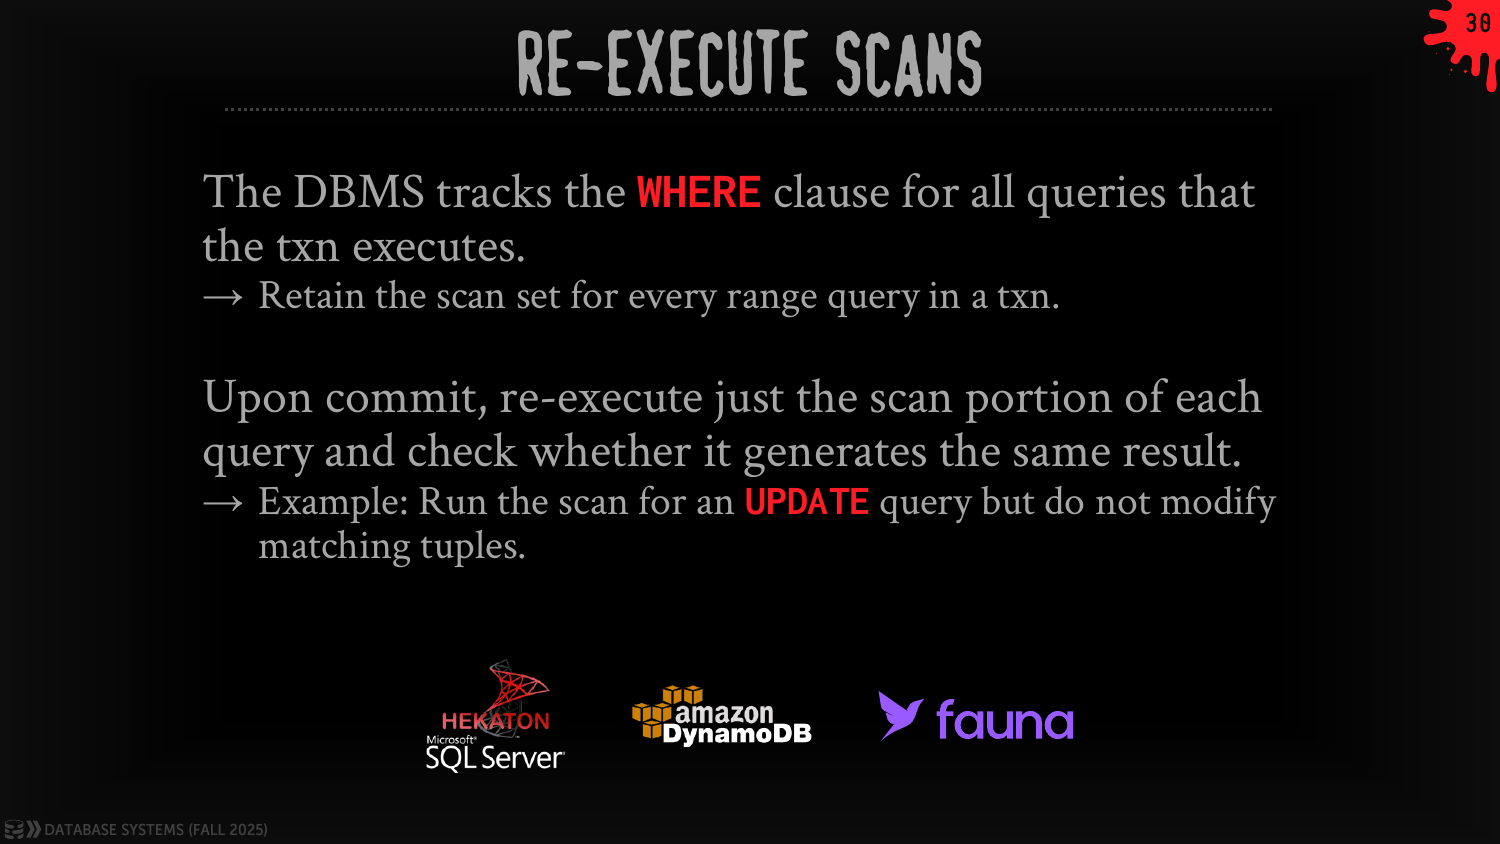 30
RE-EXECUTE SCANS
The DBMS tracks the WHERE clause for all queries that
the txn executes.
→ Retain the scan set for every range query in a txn.
Upon commit, re-execute just the scan portion of each
query and check whether it generates the same result.
→ Example: Run the scan for an UPDATE query but do not modify
matching tuples.
HEKATON
Microsoft®
SQL Server
amazon
DynamoDB
fauna
DATABASE SYSTEMS (FALL 2025)